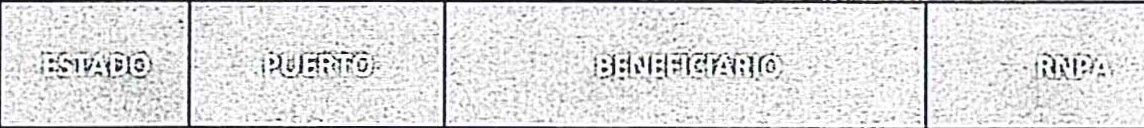 ESTADO PUERTO BENEFICIARIO RNPA